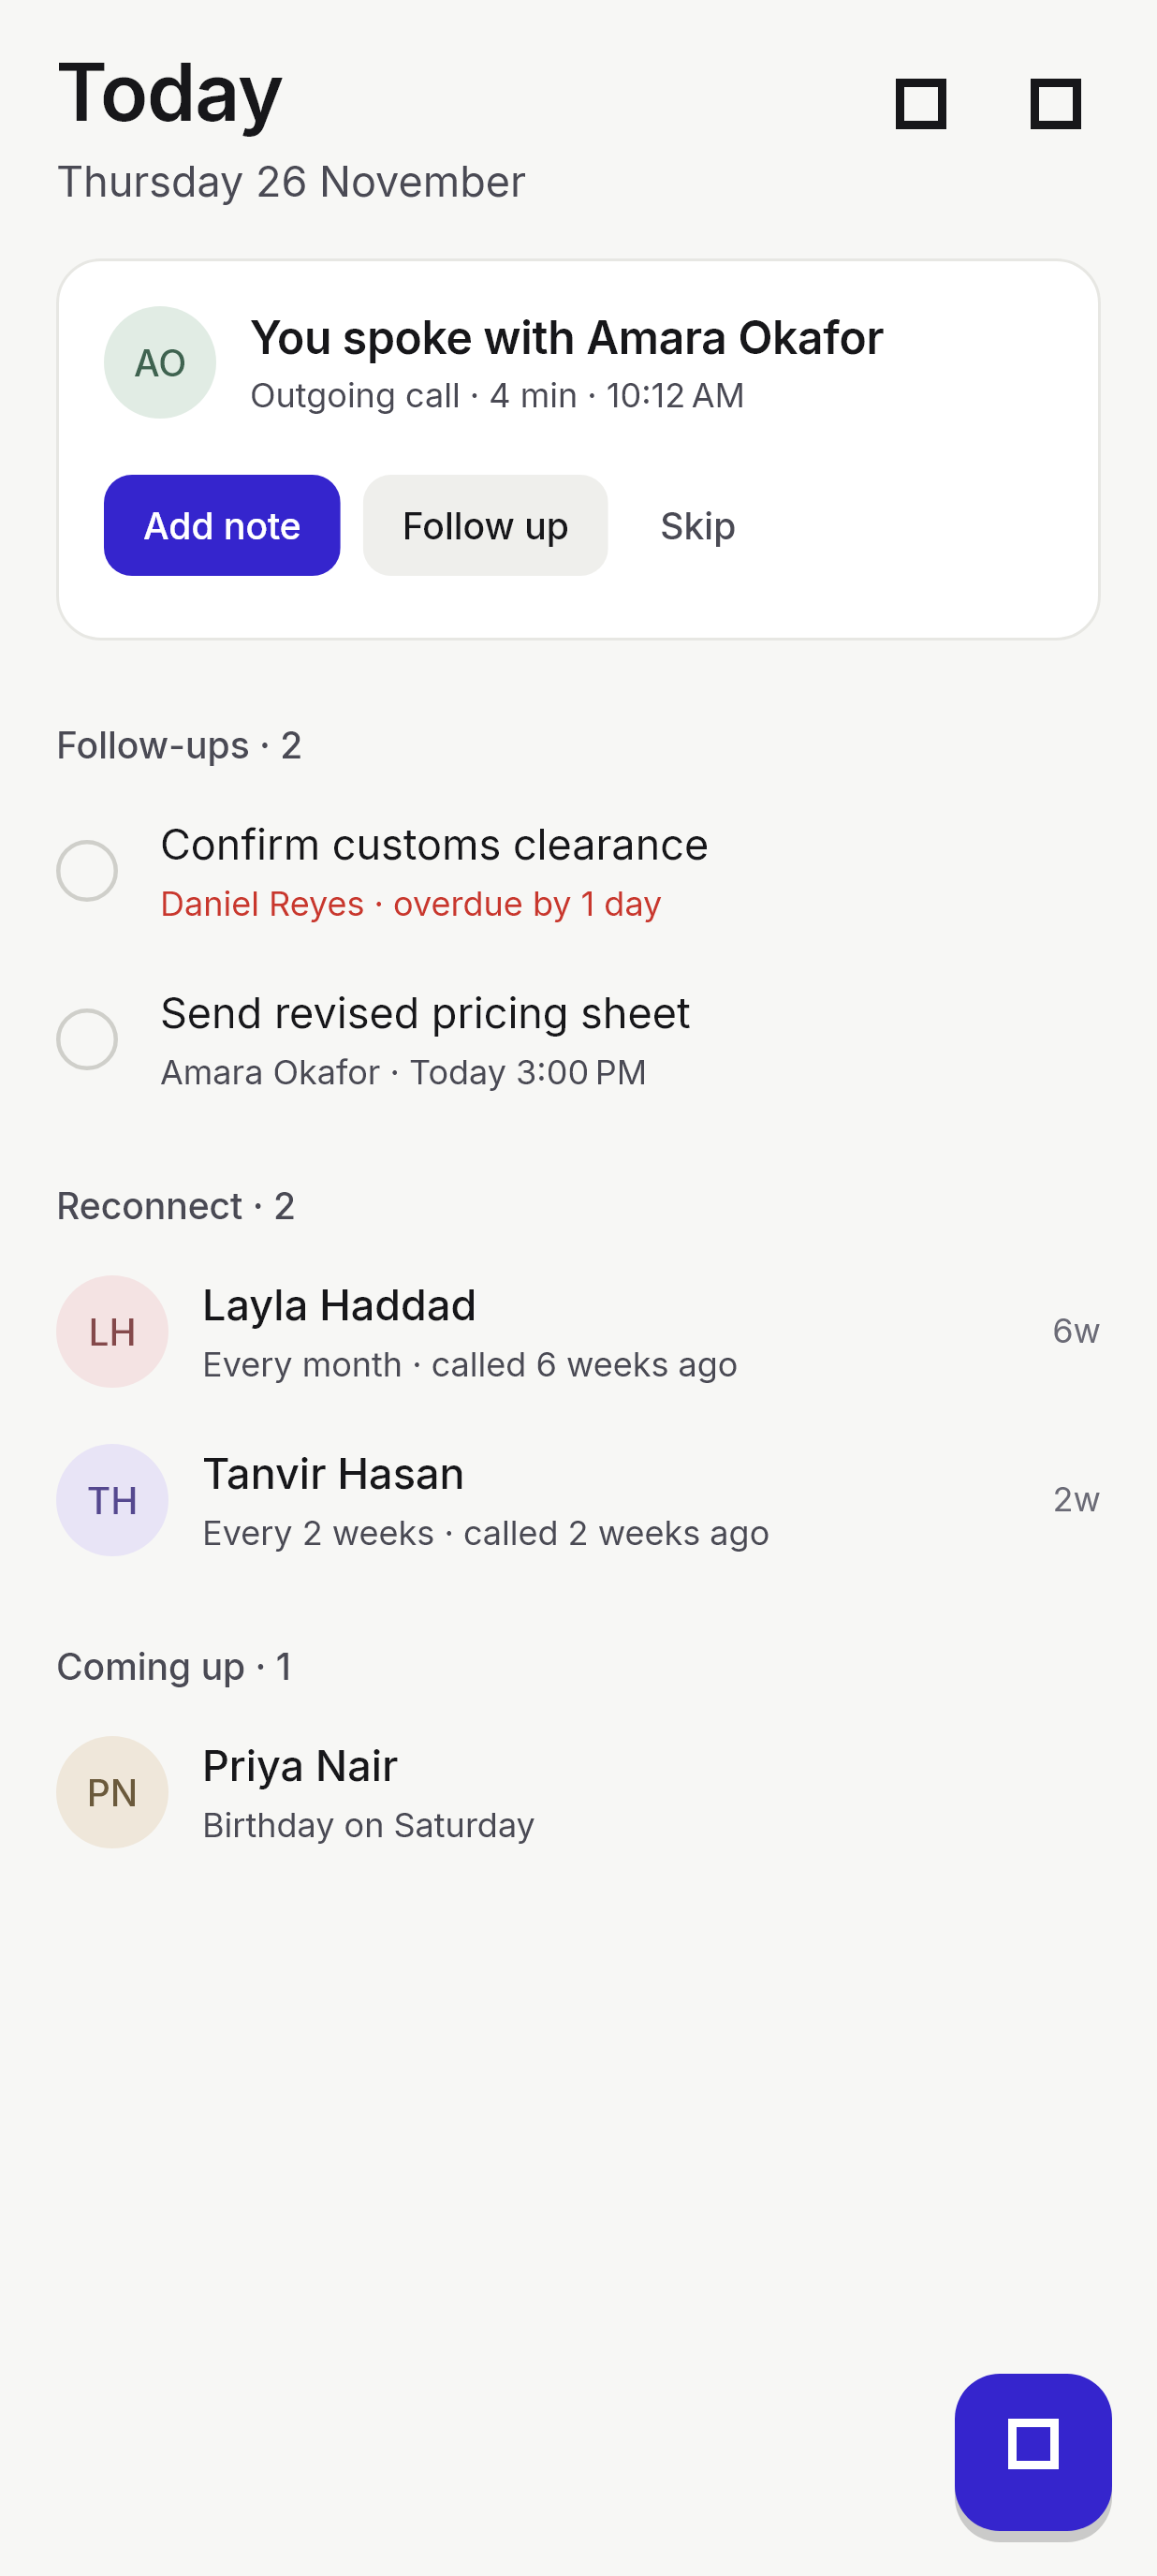 Today
Thursday 26 November
AO
You spoke with Amara Okafor
Outgoing call · 4 min · 10:12 AM
Add note
Follow up
Skip
Follow-ups · 2
Confirm customs clearance
Daniel Reyes · overdue by 1 day
Send revised pricing sheet
Amara Okafor · Today 3:00 PM
Reconnect · 2
LH
Layla Haddad
Every month · called 6 weeks ago
6w
TH
Tanvir Hasan
Every 2 weeks · called 2 weeks ago
2w
Coming up · 1
PN
Priya Nair
Birthday on Saturday